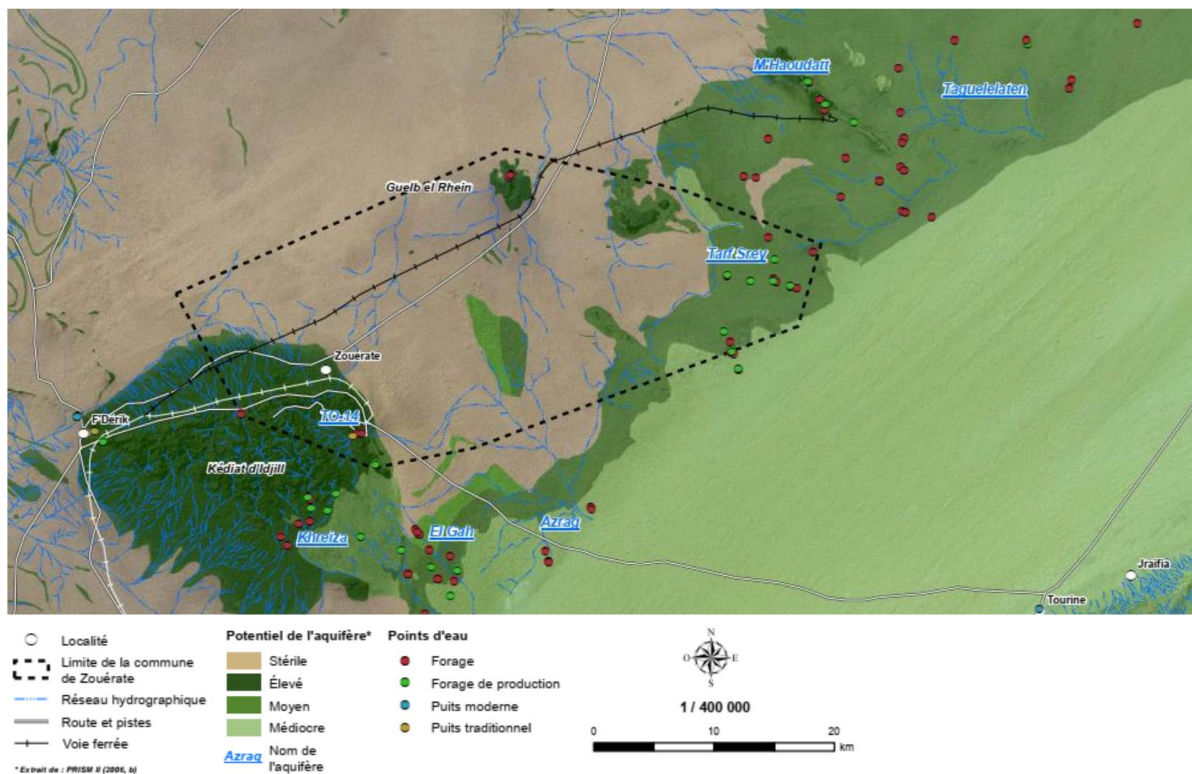 M'Haoudatt
Taquelelaten
Guelb el Rhein
Tarf Srey
Zouerate
F'Dérik
TO-14
Kédiat d'Idjill
Khreiza
El Gah
Azraq
Jraifia
Tourine
Localité
Limite de la commune
de Zouérate
Réseau hydrographique
Route et pistes
Voie ferrée
* Extrait de : PRISM II (2006, b)
Potentiel de l'aquifère*
Stérile
Élevé
Moyen
Médiocre
Azraq Nom de
l'aquifère
Points d'eau
Forage
Forage de production
Puits moderne
Puits traditionnel
N
O E
S
1 / 400 000
0 10 20
km